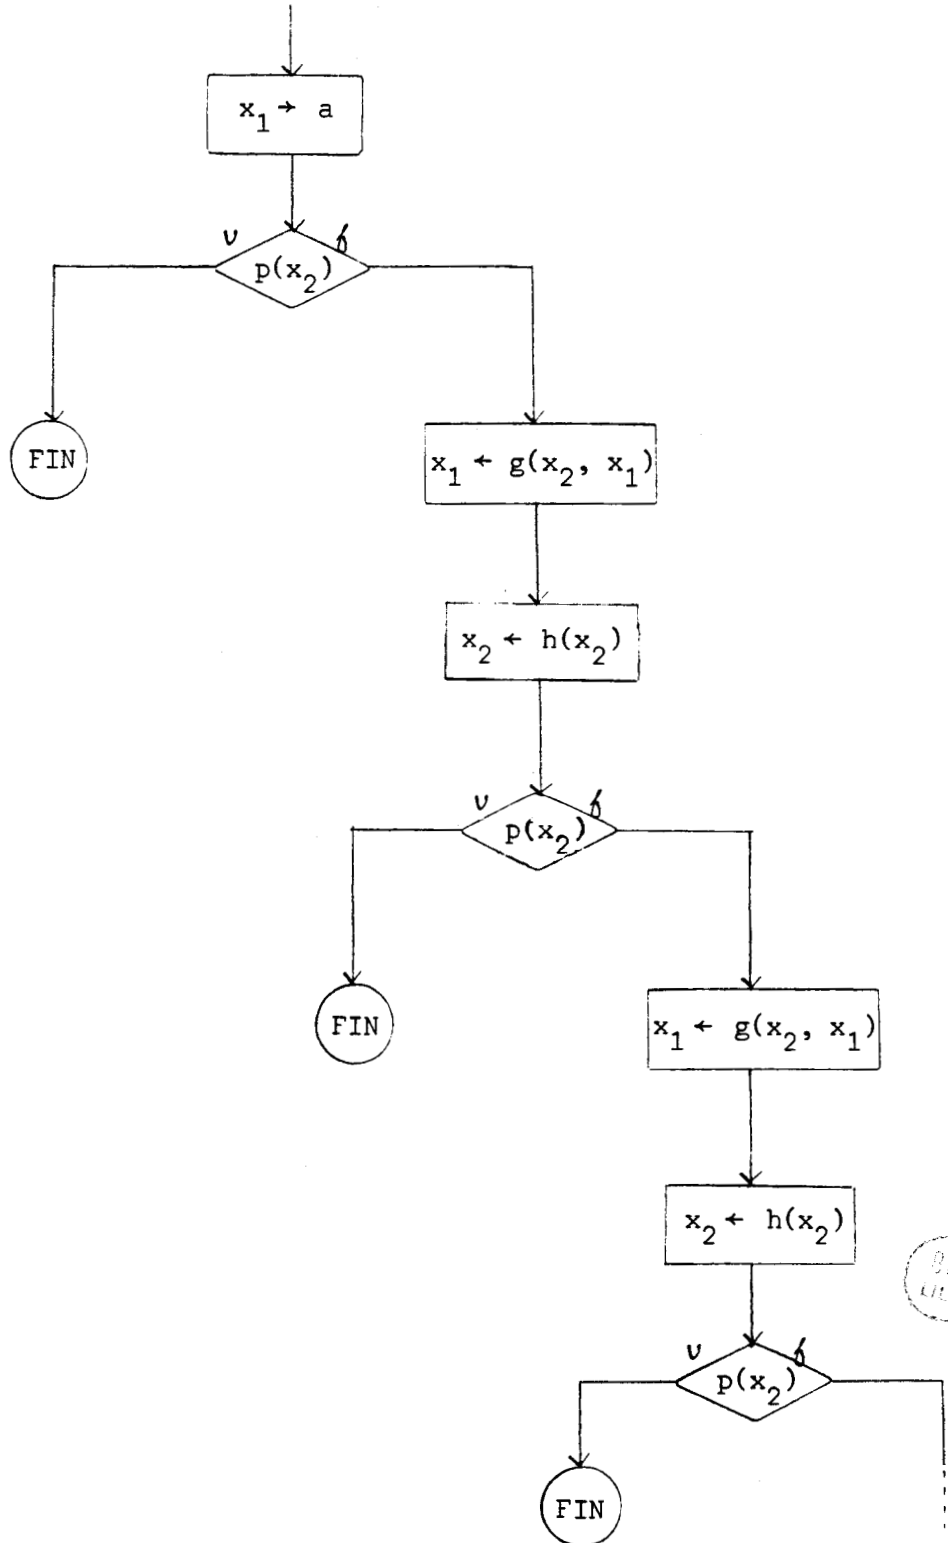 x₁ → a
v f
p(x₂)
FIN
x₁ ← g(x₂, x₁)
x₂ ← h(x₂)
v f
p(x₂)
FIN
x₁ ← g(x₂, x₁)
x₂ ← h(x₂)
v f
p(x₂)
FIN